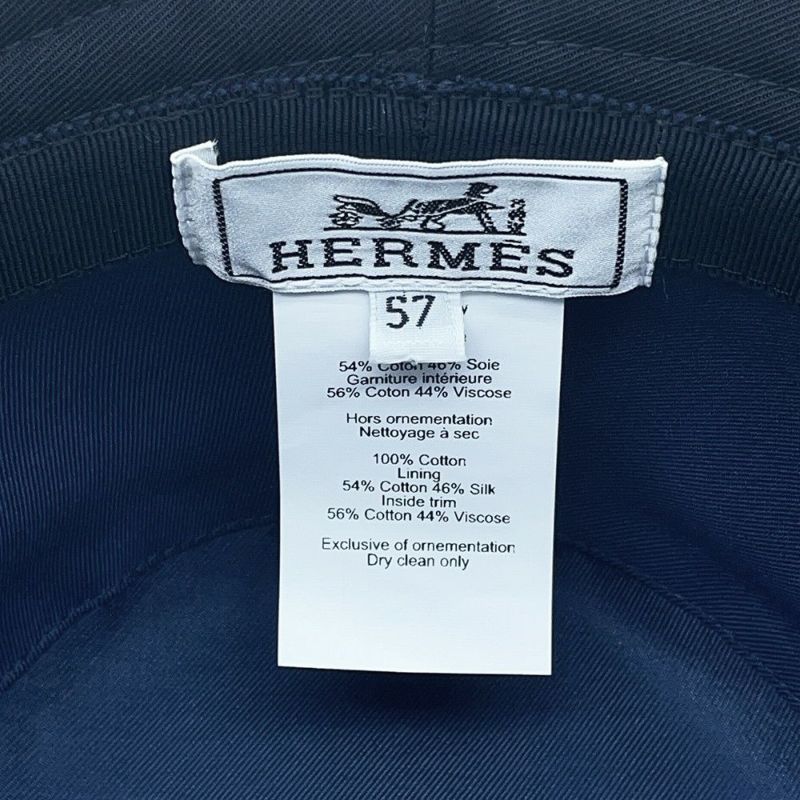 HERMES
57
54% Coton 46% Soie
Garniture intérieure
56% Coton 44% Viscose
Hors ornementation
Nettoyage à sec
100% Cotton
Lining
54% Cotton 46% Silk
Inside trim
56% Cotton 44% Viscose
Exclusive of ornementation
Dry clean only